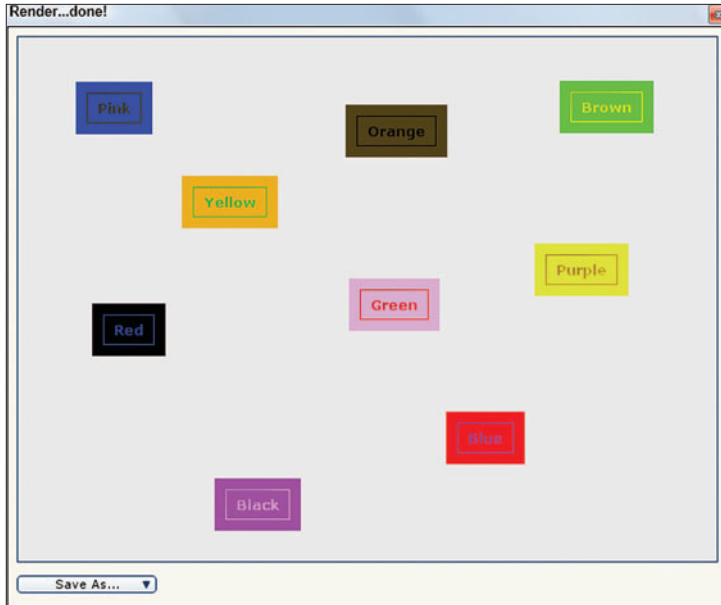 Render...done!
Pink
Orange
Brown
Yellow
Purple
Green
Red
Blue
Black
Save As...